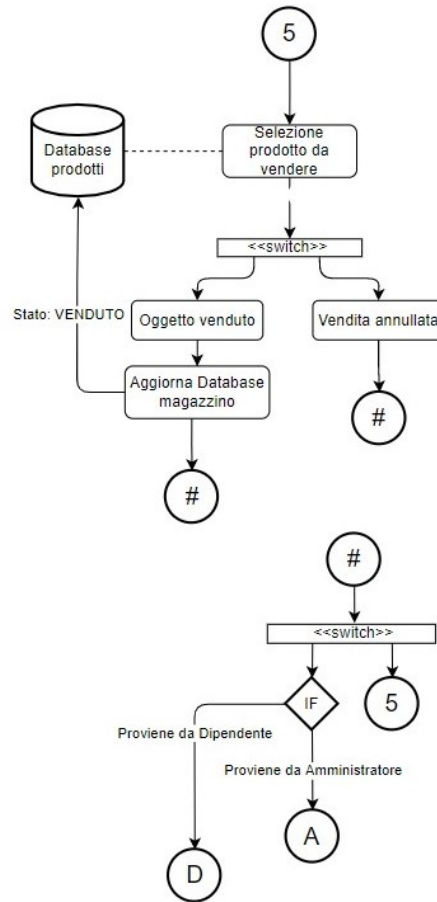 5
Selezione
prodotto da
vendere
Database
prodotti
<<switch>>
Stato: VENDUTO
Oggetto venduto
Vendita annullata
Aggiorna Database
magazzino
#
#
#
<<switch>>
IF
5
Proviene da Dipendente
Proviene da Amministratore
A
D